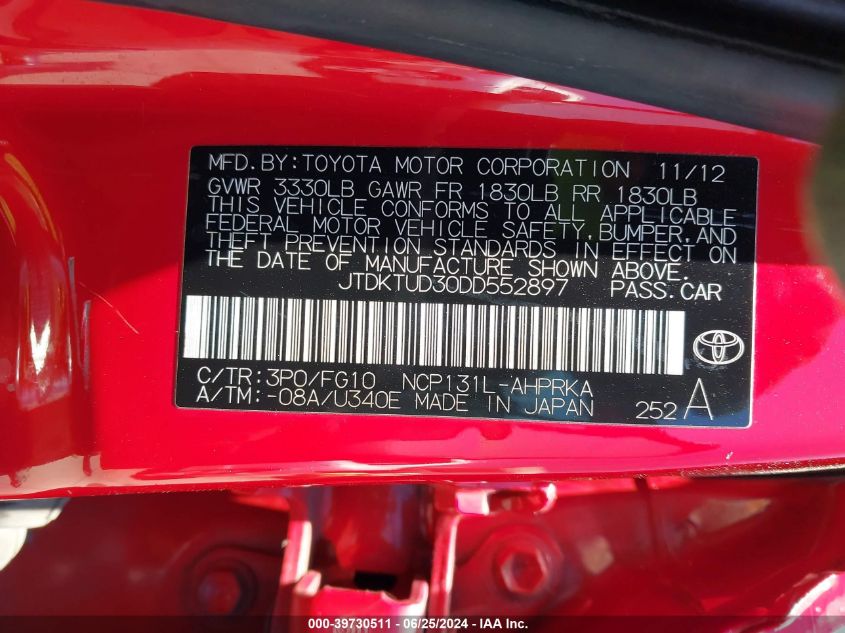 MFD. BY: TOYOTA MOTOR CORPORATION 11/12
GVWR 3330LB GAWR FR 1830LB RR 1830LB
THIS VEHICLE CONFORMS TO ALL APPLICABLE
FEDERAL MOTOR VEHICLE SAFETY, BUMPER, AND
THEFT PREVENTION STANDARDS IN EFFECT ON
THE DATE OF MANUFACTURE SHOWN ABOVE.
JTDKTUD30DD552897 PASS. CAR
C/TR: 3P0/FG10 NCP131L-AHPRKA
A/TM: -08A/U340E MADE IN JAPAN 252 A
000-39730511 - 06/25/2024 - IAA Inc.